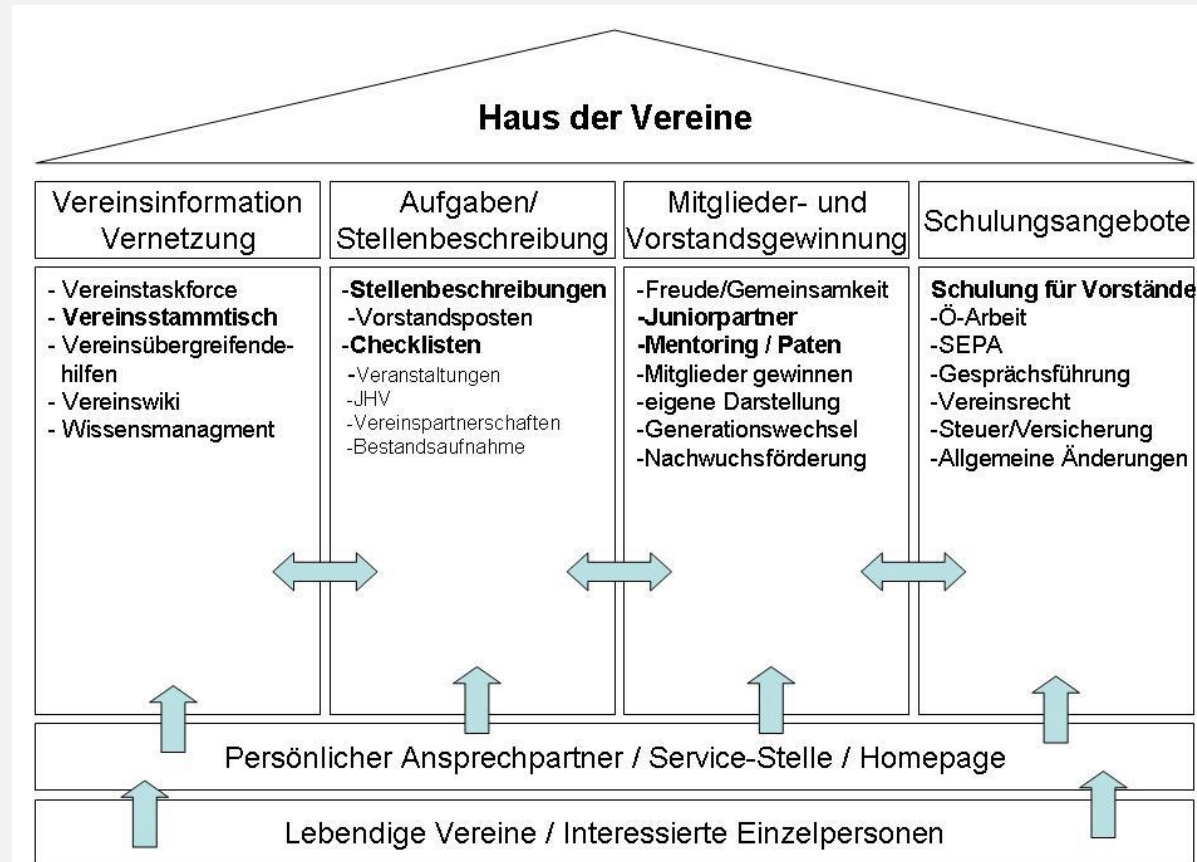 Haus der Vereine
Vereinsinformation
Vernetzung
- Vereinstaskforce
- Vereinsstammtisch
- Vereinsübergreifende-
hilfen
- Vereinswiki
- Wissensmanagment
Aufgaben/
Stellenbeschreibung
-Stellenbeschreibungen
-Vorstandsposten
-Checklisten
-Veranstaltungen
-JHV
-Vereinspartnerschaften
-Bestandsaufnahme
Mitglieder- und
Vorstandsgewinnung
-Freude/Gemeinsamkeit
-Juniorpartner
-Mentoring / Paten
-Mitglieder gewinnen
-eigene Darstellung
-Generationswechsel
-Nachwuchsförderung
Schulungsangebote
Schulung für Vorstände
-Ö-Arbeit
-SEPA
-Gesprächsführung
-Vereinsrecht
-Steuer/Versicherung
-Allgemeine Änderungen
Persönlicher Ansprechpartner / Service-Stelle / Homepage
Lebendige Vereine / Interessierte Einzelpersonen